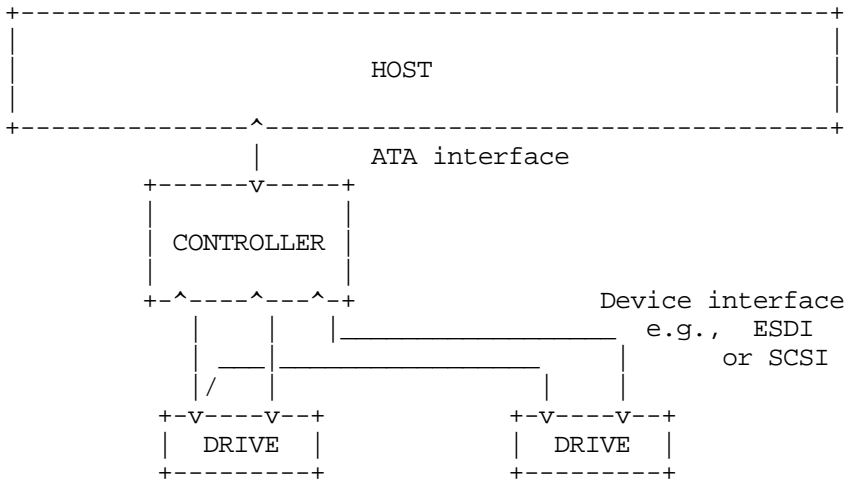 HOST
ATA interface
CONTROLLER
Device interface
e.g., ESDI
or SCSI
DRIVE
DRIVE